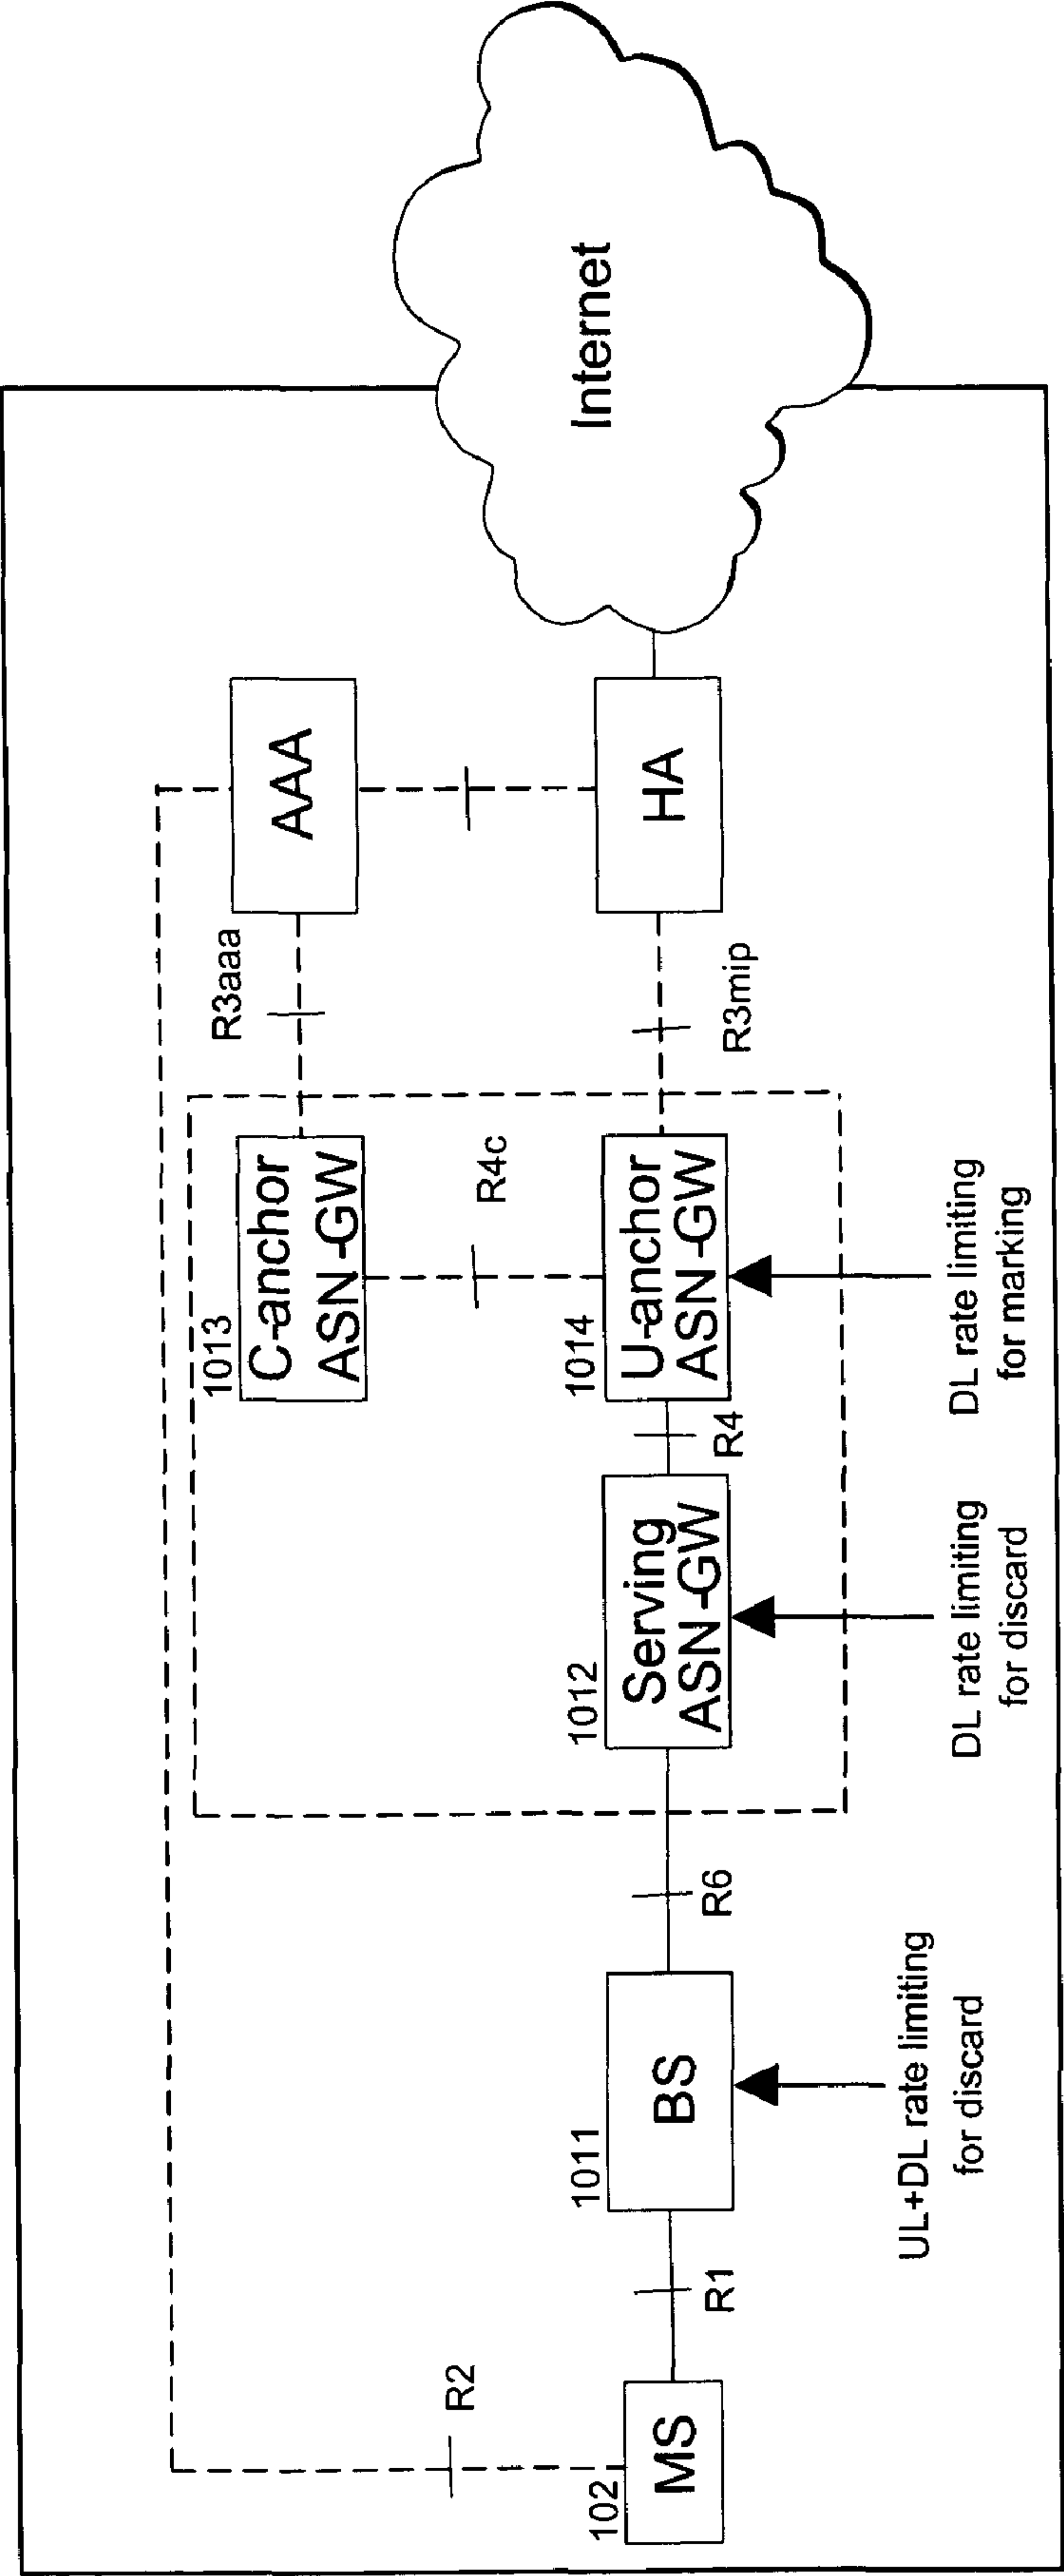 Internet
AAA
R3aaa
HA
R3mip
1013
C-anchor
ASN-GW
R4c
1014
U-anchor
ASN-GW
R4
1012
Serving
ASN-GW
DL rate limiting
for marking
DL rate limiting
for discard
R6
1011
BS
UL+DL rate limiting
for discard
R1
R2
102
MS